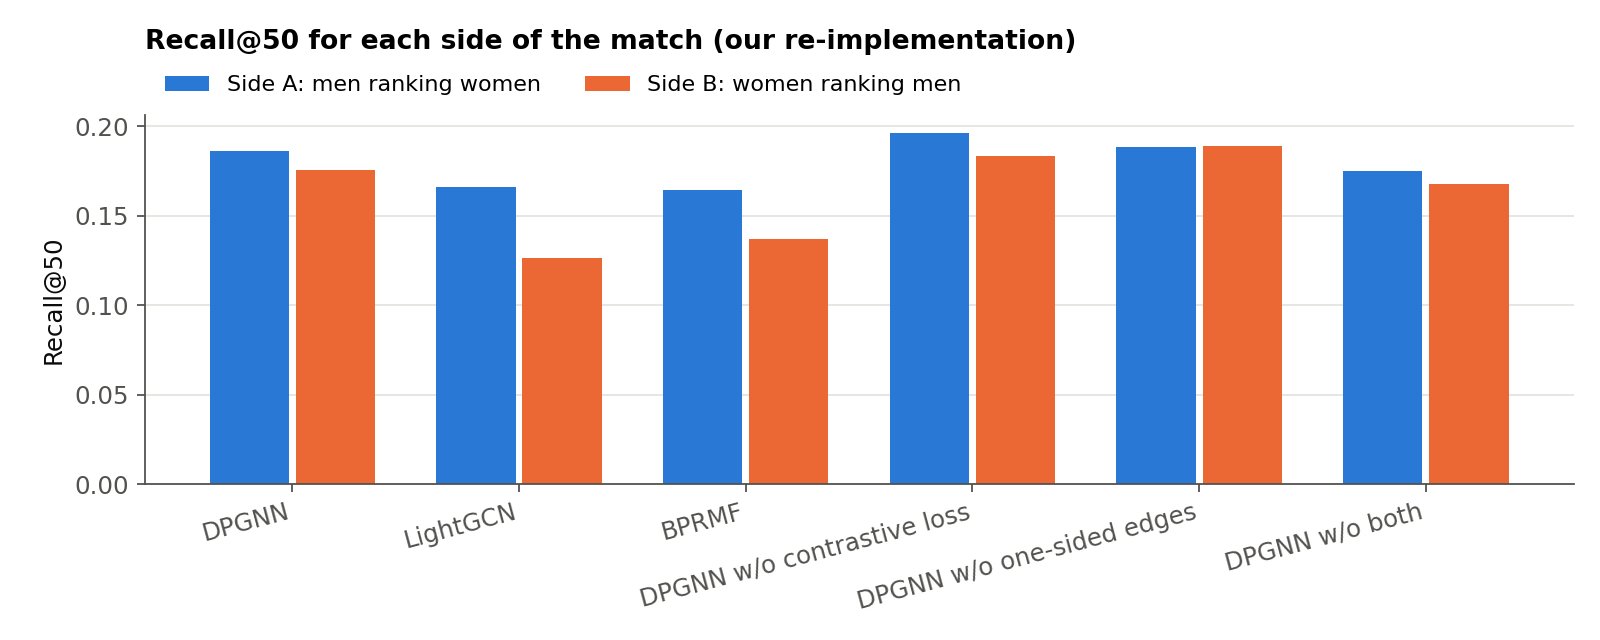 Recall@50 for each side of the match (our re-implementation)
Side A: men ranking women
Side B: women ranking men
Recall@50
0.20
0.15
0.10
0.05
0.00
DPGNN
LightGCN
BPRMF
DPGNN w/o contrastive loss
DPGNN w/o one-sided edges
DPGNN w/o both